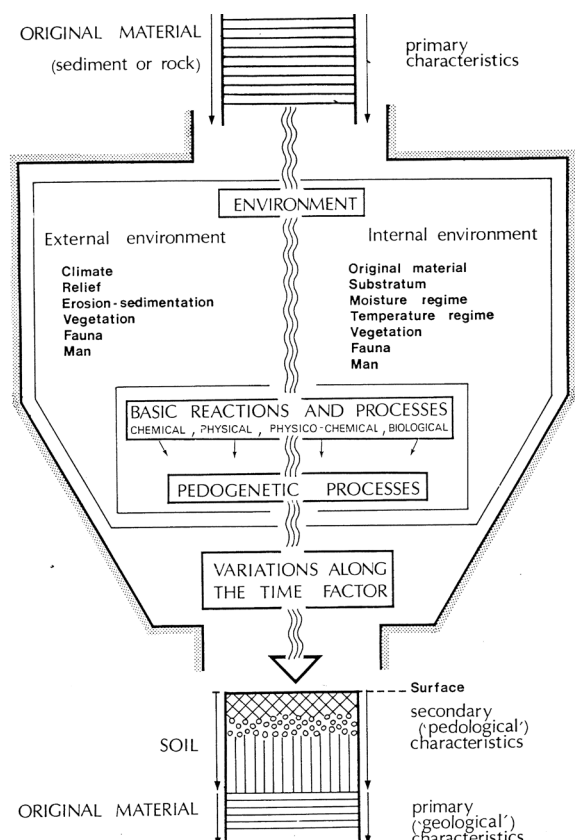 ORIGINAL MATERIAL
(sediment or rock)
primary
characteristics
ENVIRONMENT
External environment
Climate
Relief
Erosion-sedimentation
Vegetation
Fauna
Man
Internal environment
Original material
Substratum
Moisture regime
Temperature regime
Vegetation
Fauna
Man
BASIC REACTIONS AND PROCESSES
CHEMICAL , PHYSICAL , PHYSICO-CHEMICAL , BIOLOGICAL
PEDOGENETIC PROCESSES
VARIATIONS ALONG
THE TIME FACTOR
Surface
SOIL
secondary
('pedological')
characteristics
ORIGINAL MATERIAL
primary
('geological')
characteristics